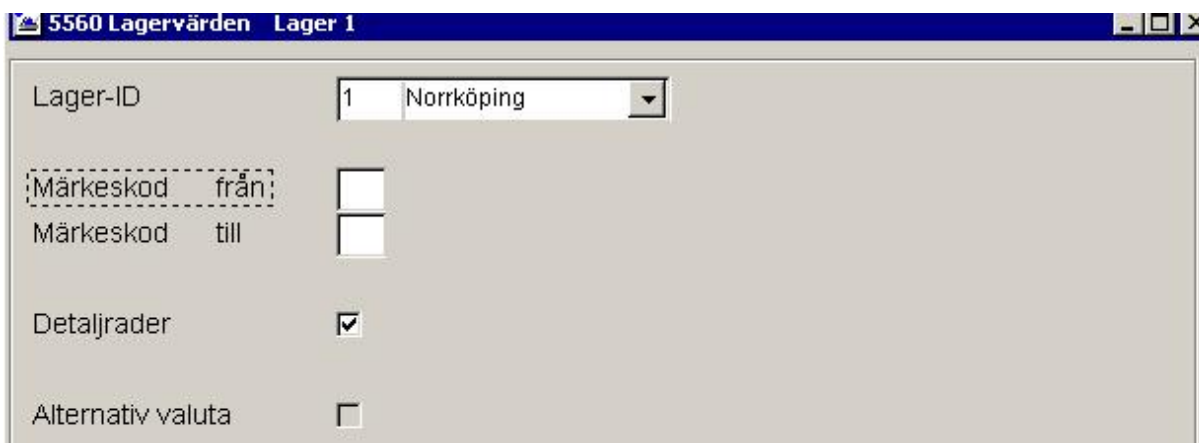 5560 Lagervärden Lager 1
Lager-ID 1 Norrköping
Märkeskod från
Märkeskod till
Detaljrader
Alternativ valuta